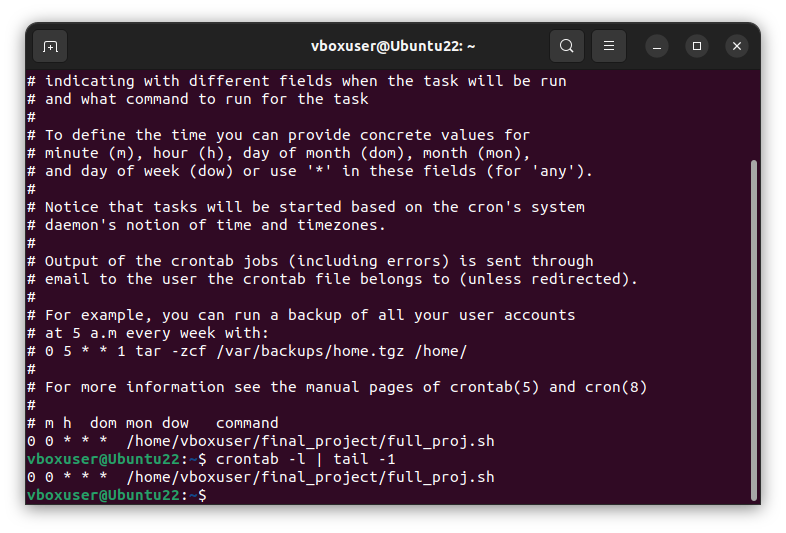 vboxuser@Ubuntu22: ~
# indicating with different fields when the task will be run
# and what command to run for the task
#
# To define the time you can provide concrete values for
# minute (m), hour (h), day of month (dom), month (mon),
# and day of week (dow) or use '*' in these fields (for 'any').
#
# Notice that tasks will be started based on the cron's system
# daemon's notion of time and timezones.
#
# Output of the crontab jobs (including errors) is sent through
# email to the user the crontab file belongs to (unless redirected).
#
# For example, you can run a backup of all your user accounts
# at 5 a.m every week with:
# 0 5 * * 1 tar -zcf /var/backups/home.tgz /home/
#
# For more information see the manual pages of crontab(5) and cron(8)
#
# m h  dom mon dow   command
0 0 * * *  /home/vboxuser/final_project/full_proj.sh
vboxuser@Ubuntu22:~$ crontab -l | tail -1
0 0 * * *  /home/vboxuser/final_project/full_proj.sh
vboxuser@Ubuntu22:~$